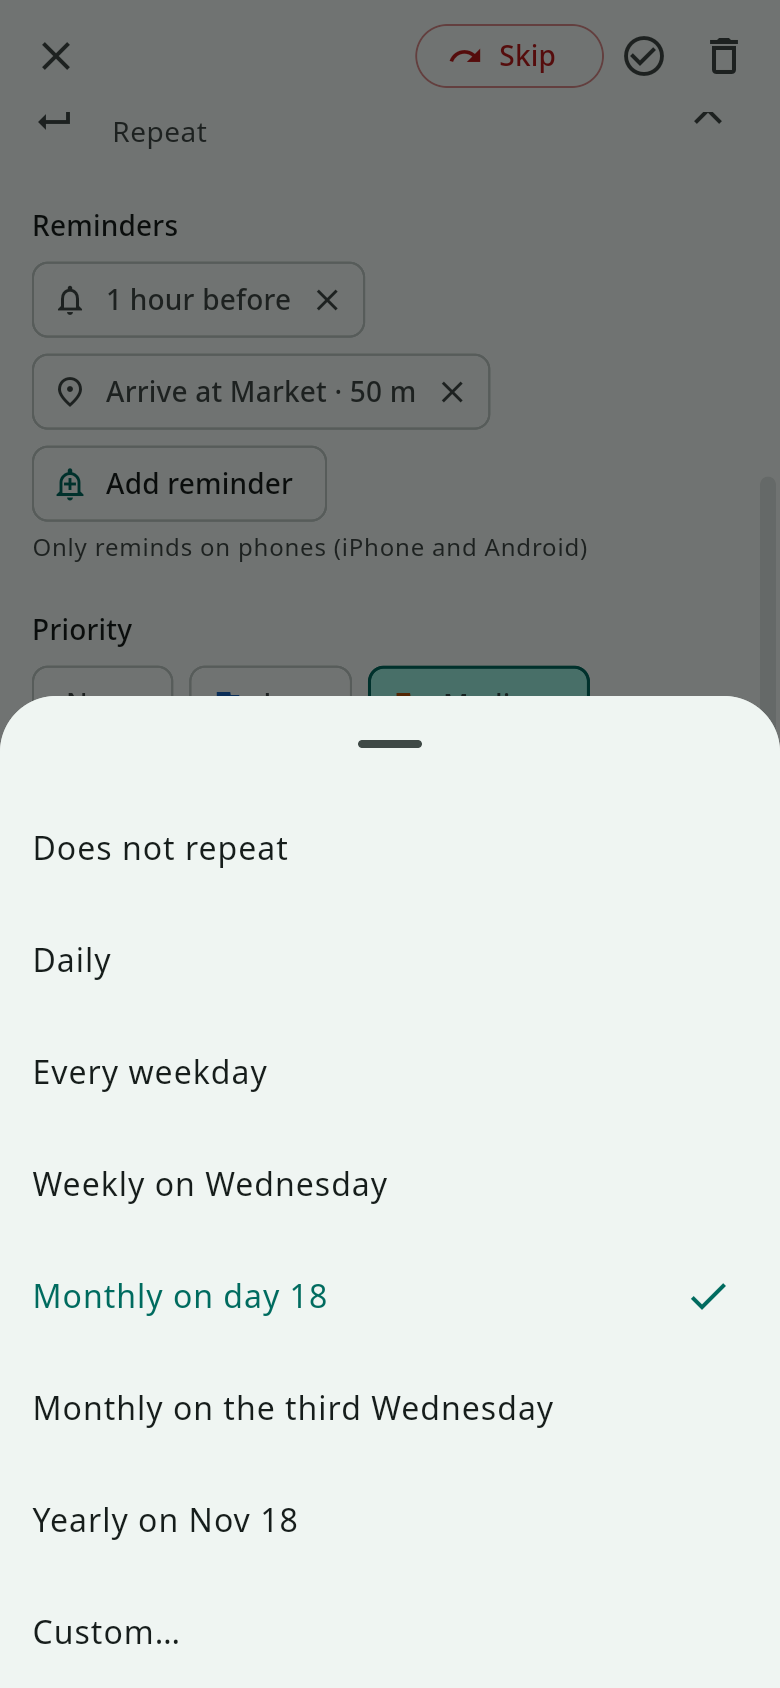 Skip
Repeat
Reminders
1 hour before
Arrive at Market · 50 m
Add reminder
Only reminds on phones (iPhone and Android)
Priority
Does not repeat
Daily
Every weekday
Weekly on Wednesday
Monthly on day 18
Monthly on the third Wednesday
Yearly on Nov 18
Custom…